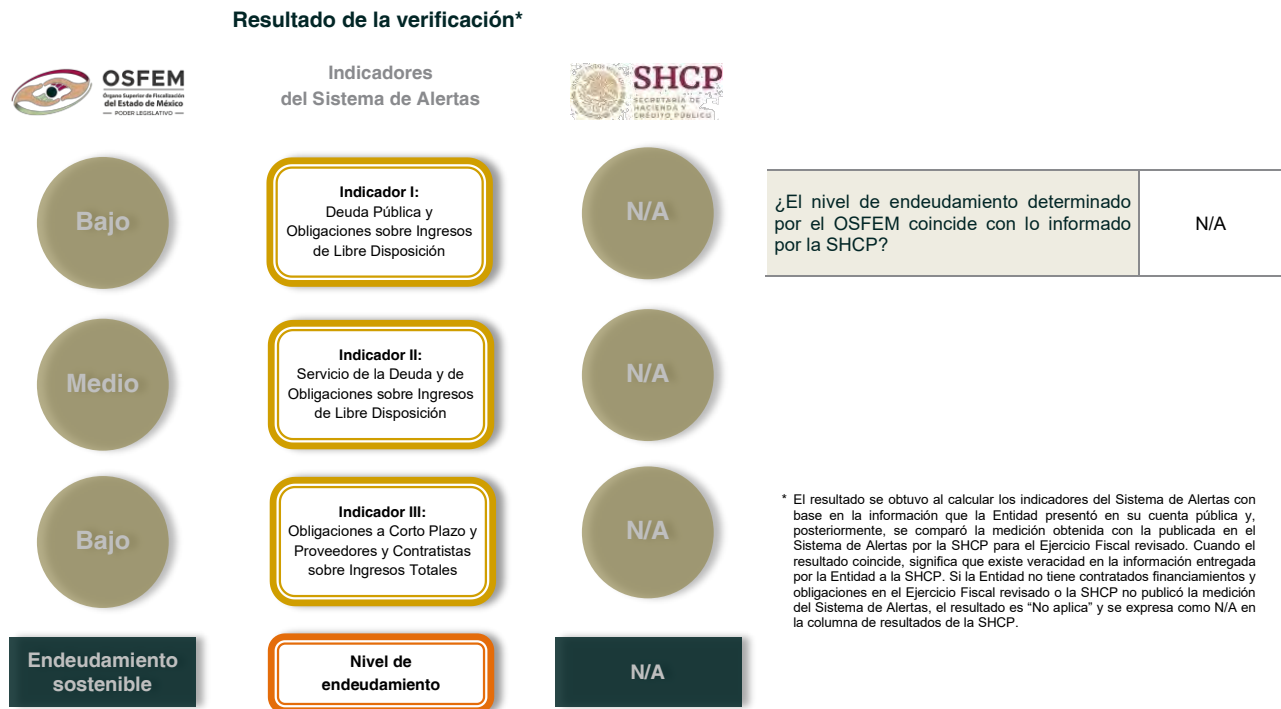 Resultado de la verificación*
OSFEM
Órgano Superior de Fiscalización
del Estado de México
PODER LEGISLATIVO
Indicadores
del Sistema de Alertas
SHCP
SECRETARÍA DE
HACIENDA Y
CRÉDITO PÚBLICO
Bajo
Indicador I:
Deuda Pública y
Obligaciones sobre Ingresos
de Libre Disposición
N/A
¿El nivel de endeudamiento determinado
por el OSFEM coincide con lo informado
por la SHCP?
N/A
Medio
Indicador II:
Servicio de la Deuda y de
Obligaciones sobre Ingresos
de Libre Disposición
N/A
Bajo
Indicador III:
Obligaciones a Corto Plazo y
Proveedores y Contratistas
sobre Ingresos Totales
N/A
* El resultado se obtuvo al calcular los indicadores del Sistema de Alertas con
base en la información que la Entidad presentó en su cuenta pública y,
posteriormente, se comparó la medición obtenida con la publicada en el
Sistema de Alertas por la SHCP para el Ejercicio Fiscal revisado. Cuando el
resultado coincide, significa que existe veracidad en la información entregada
por la Entidad a la SHCP. Si la Entidad no tiene contratados financiamientos y
obligaciones en el Ejercicio Fiscal revisado o la SHCP no publicó la medición
del Sistema de Alertas, el resultado es “No aplica” y se expresa como N/A en
la columna de resultados de la SHCP.
Endeudamiento
sostenible
Nivel de
endeudamiento
N/A